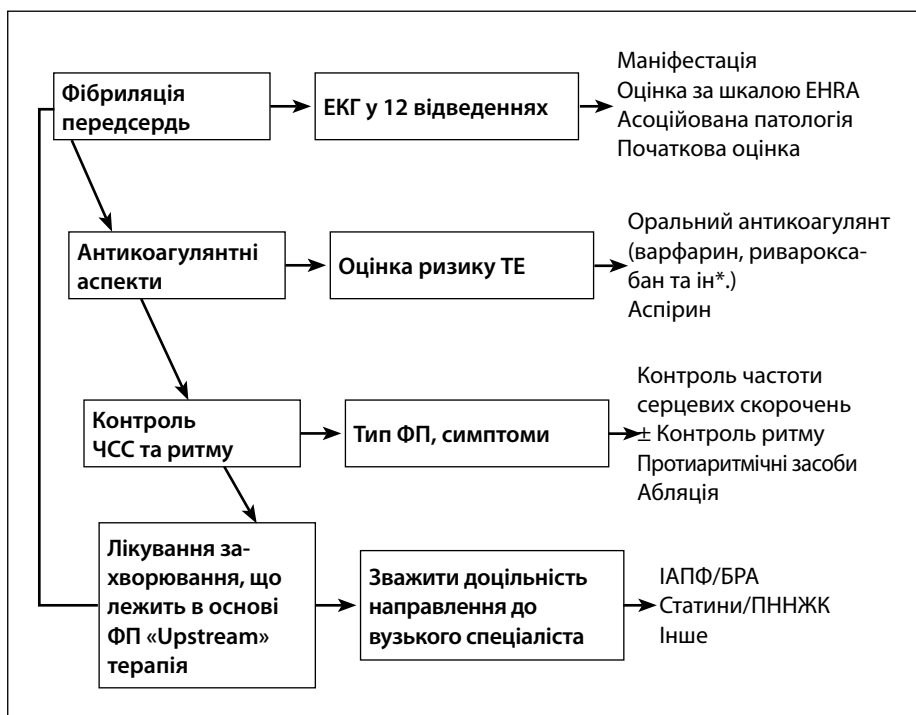 Фібриляція
передсердь
ЕКГ у 12 відведеннях
Маніфестація
Оцінка за шкалою EHRA
Асоційована патологія
Початкова оцінка
Антикоагулянтні
аспекти
Оцінка ризику ТЕ
Оральний антикоагулянт
(варфарин, ривароксa-
бан та ін*.)
Аспірин
Контроль
ЧСС та ритму
Тип ФП, симптоми
Контроль частоти
серцевих скорочень
± Контроль ритму
Протиаритмічні засоби
Абляція
Лікування за-
хворювання, що
лежить в основі
ФП «Upstream»
терапія
Зважити доцільність
направлення до
вузького спеціаліста
ІАПФ/БРА
Статини/ПННЖК
Інше